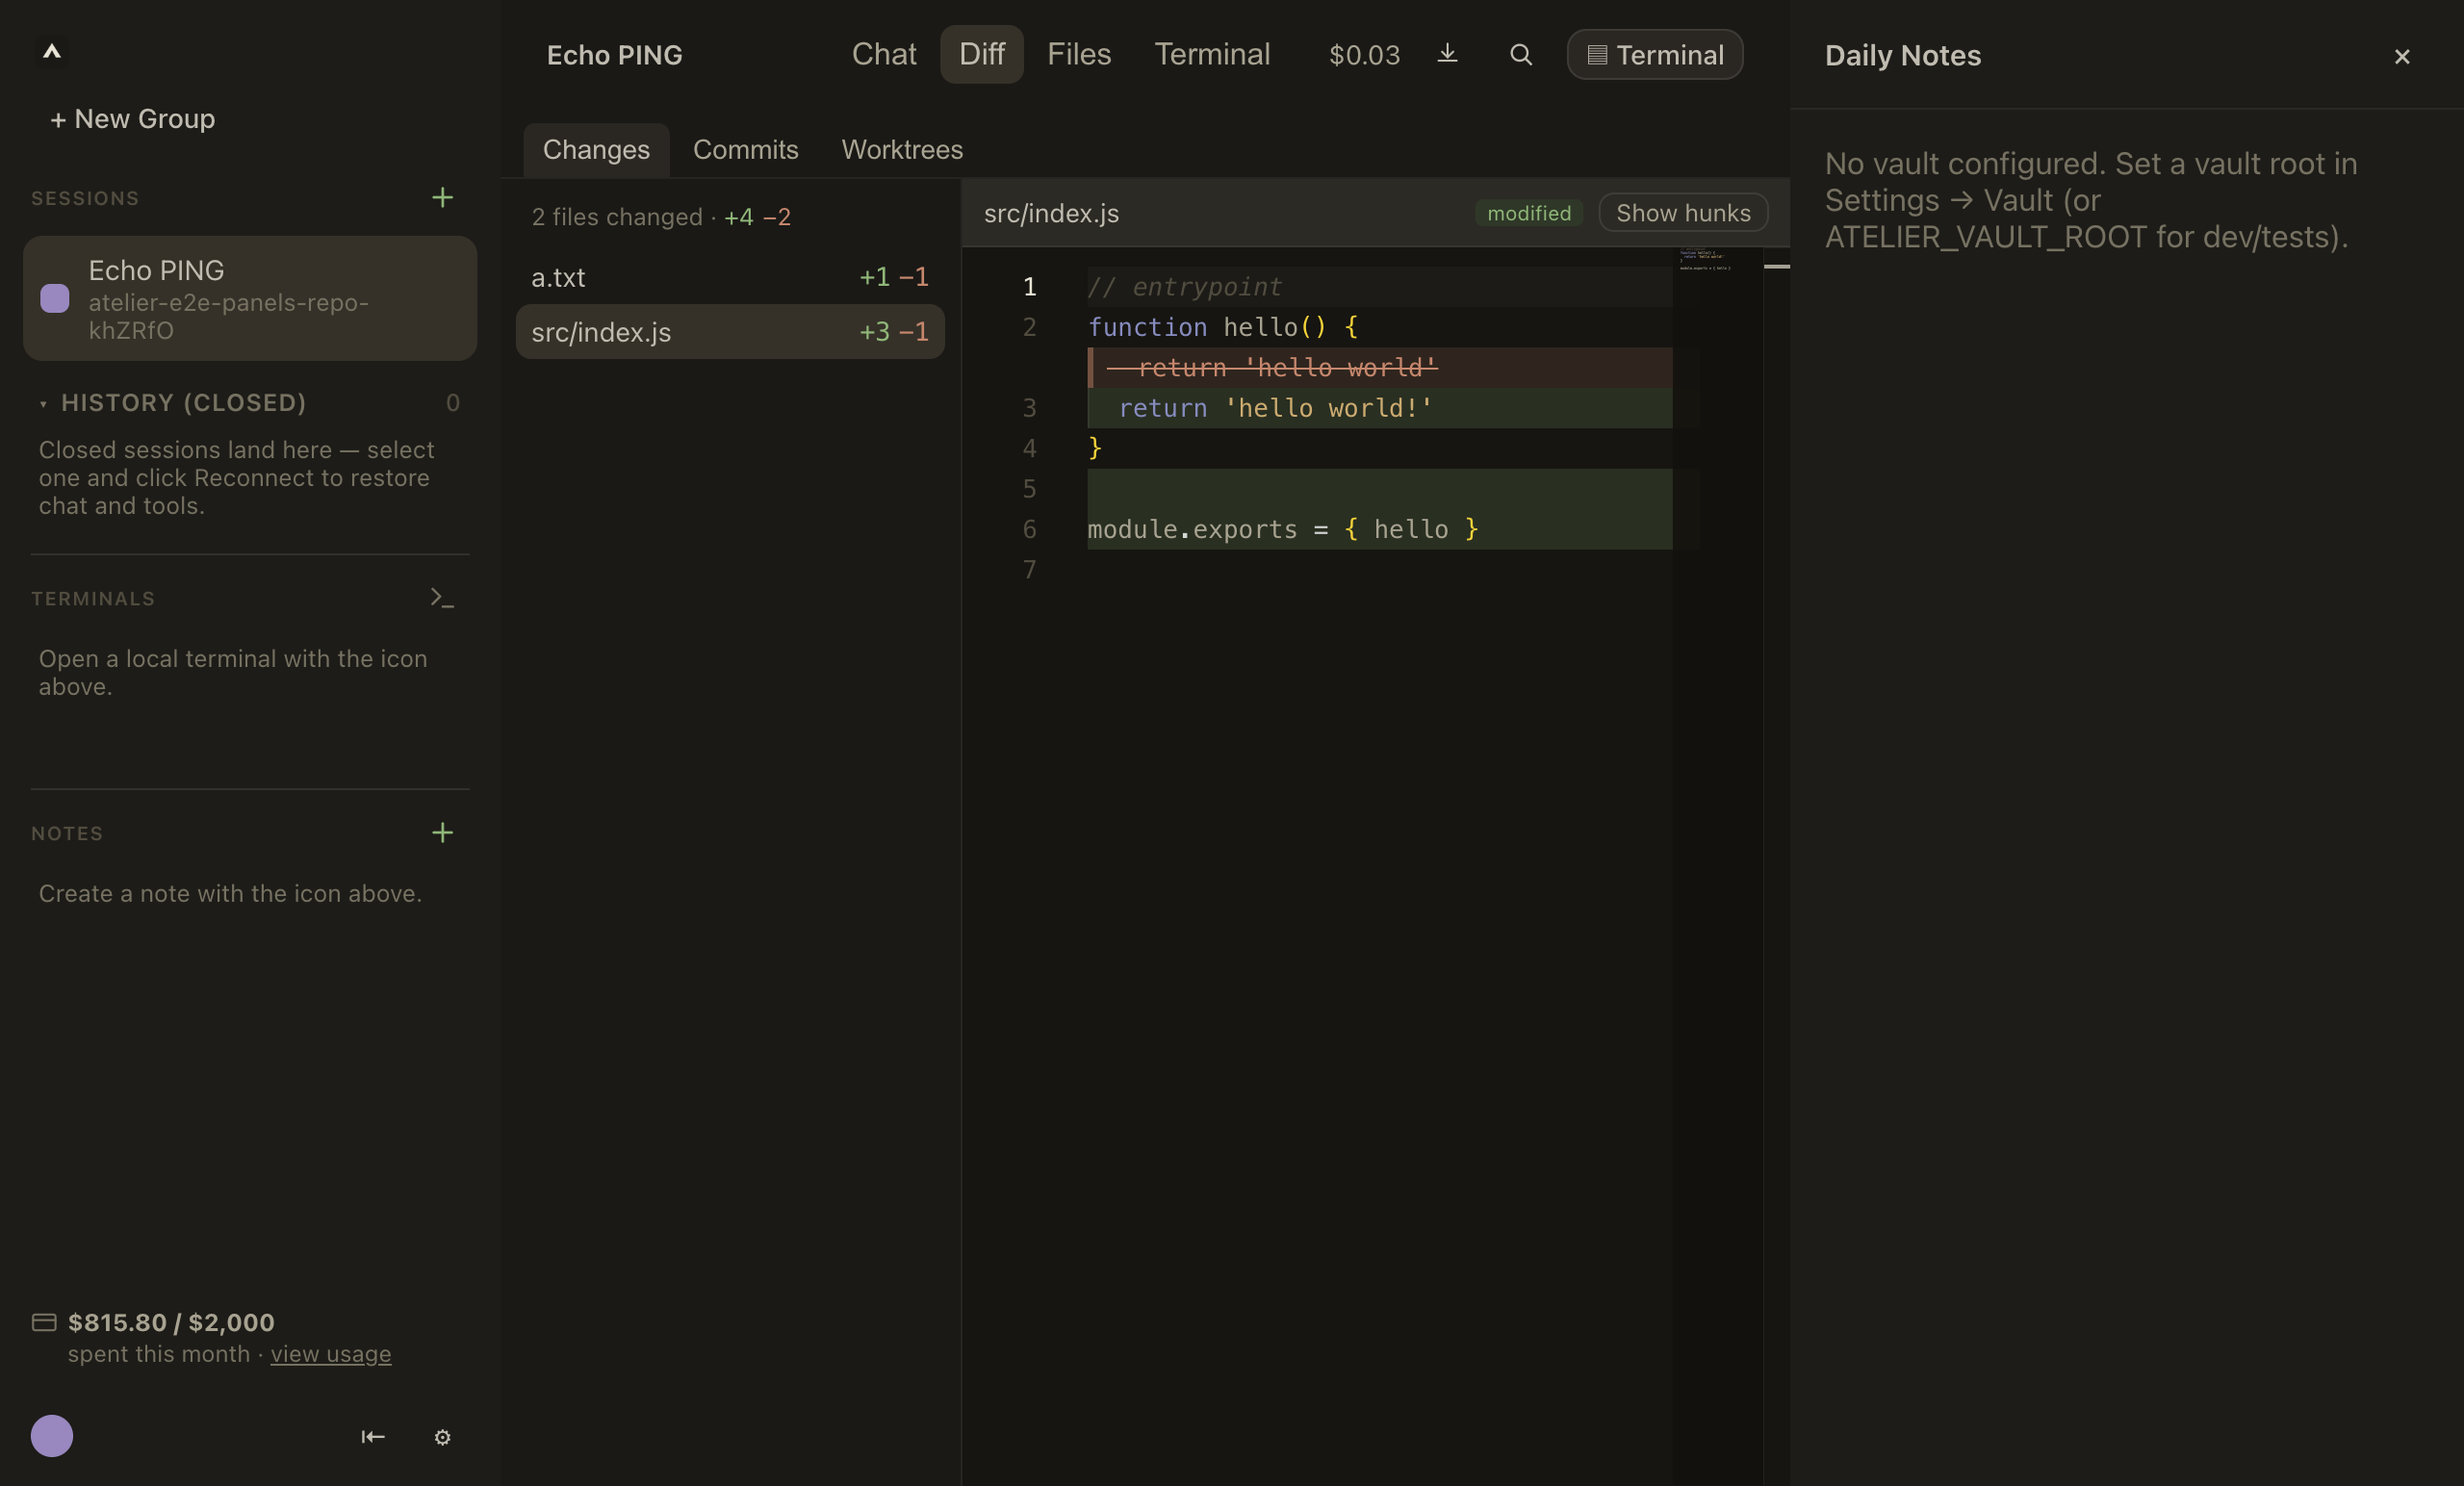 + New Group
SESSIONS
Echo PING
atelier-e2e-panels-repo-
khZRfO
▾ HISTORY (CLOSED) 0
Closed sessions land here — select
one and click Reconnect to restore
chat and tools.
TERMINALS
Open a local terminal with the icon
above.
NOTES
Create a note with the icon above.
$815.80 / $2,000
spent this month · view usage
Echo PING
Chat Diff Files Terminal $0.03 Terminal
Changes Commits Worktrees
2 files changed · +4 −2
a.txt +1 −1
src/index.js +3 −1
src/index.js modified Show hunks
1 // entrypoint
2 function hello() {
return 'hello world'
3 return 'hello world!'
4 }
5
6 module.exports = { hello }
7
Daily Notes ×
No vault configured. Set a vault root in
Settings → Vault (or
ATELIER_VAULT_ROOT for dev/tests).